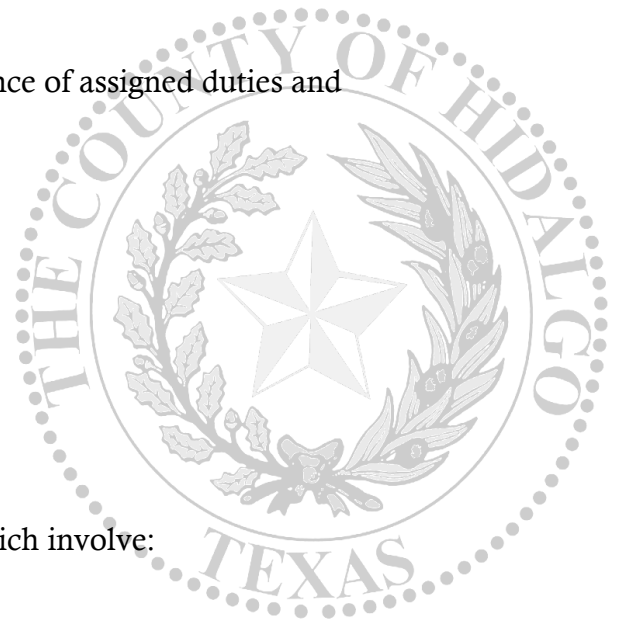 nce of assigned duties and
THE COUNTY OF HIDALGO
ich involve:
TEXAS